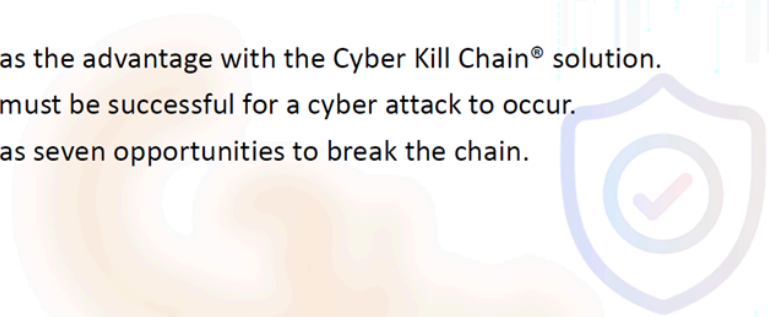 as the advantage with the Cyber Kill Chain® solution.
must be successful for a cyber attack to occur.
as seven opportunities to break the chain.